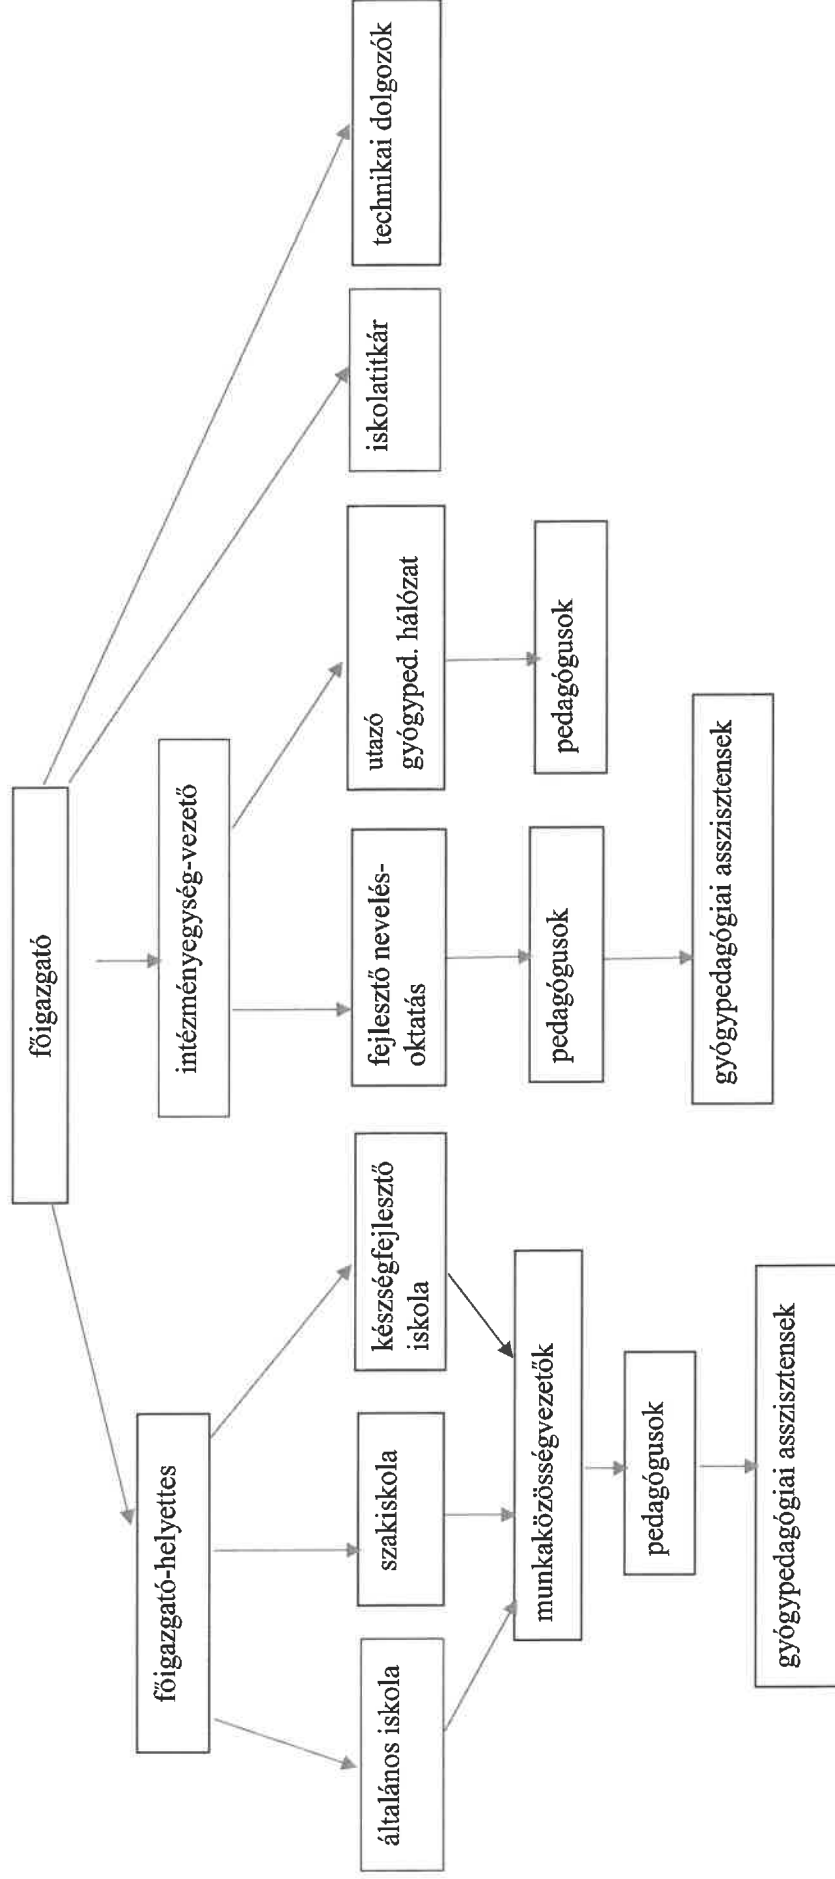 főigazgató
főigazgató-helyettes
intézményegység-vezető
általános iskola
szakiskola
készségfejlesztő
iskola
fejlesztő nevelés-
oktatás
utazó
gyógyped. hálózat
iskolatitkár
technikai dolgozók
munkaközösségvezetők
pedagógusok
pedagógusok
pedagógusok
gyógypedagógiai asszisztensek
gyógypedagógiai asszisztensek